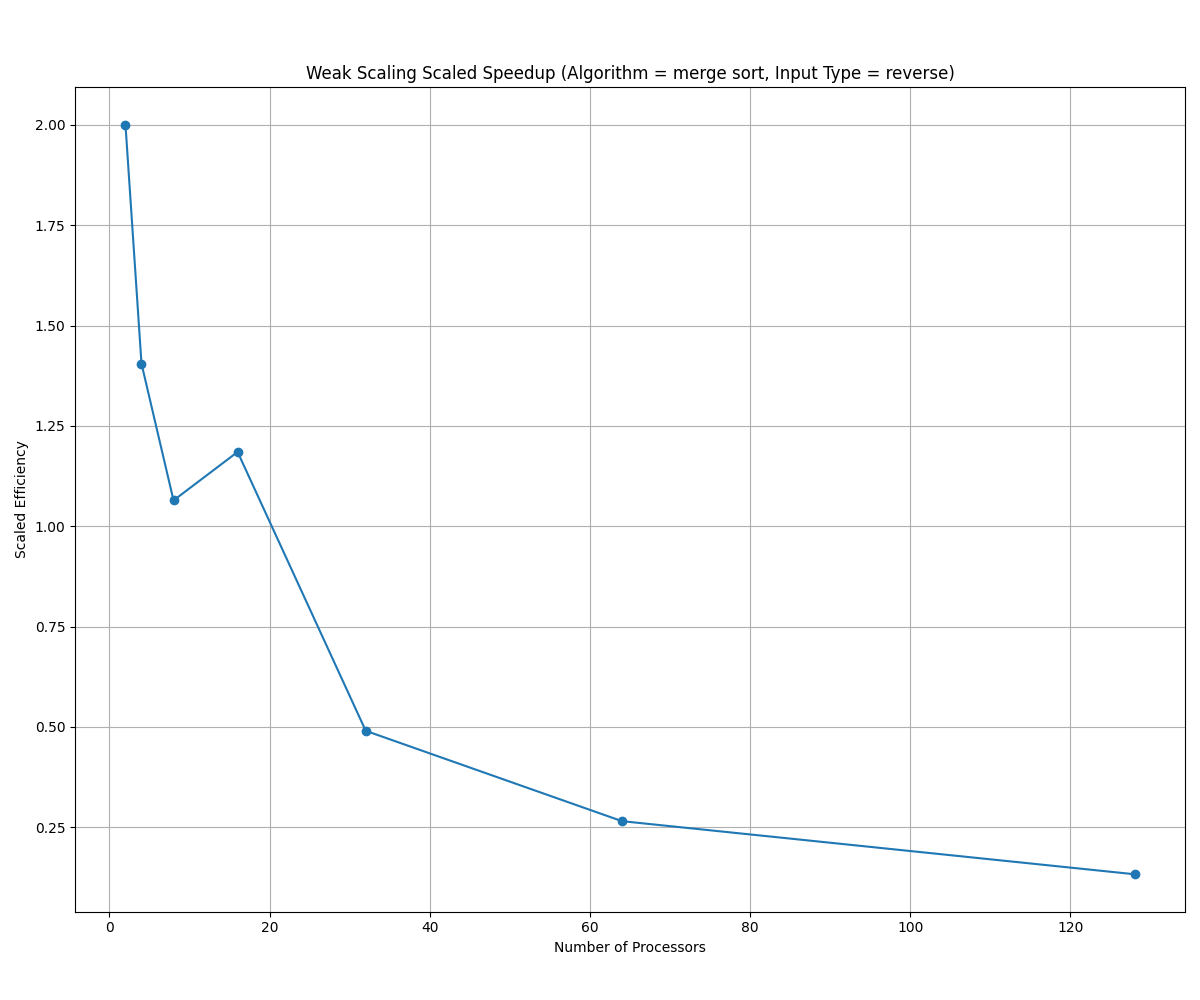 Weak Scaling Scaled Speedup (Algorithm = merge sort, Input Type = reverse)
2.00
1.75
1.50
1.25
1.00
0.75
0.50
0.25
Scaled Efficiency
0 20 40 60 80 100 120
Number of Processors